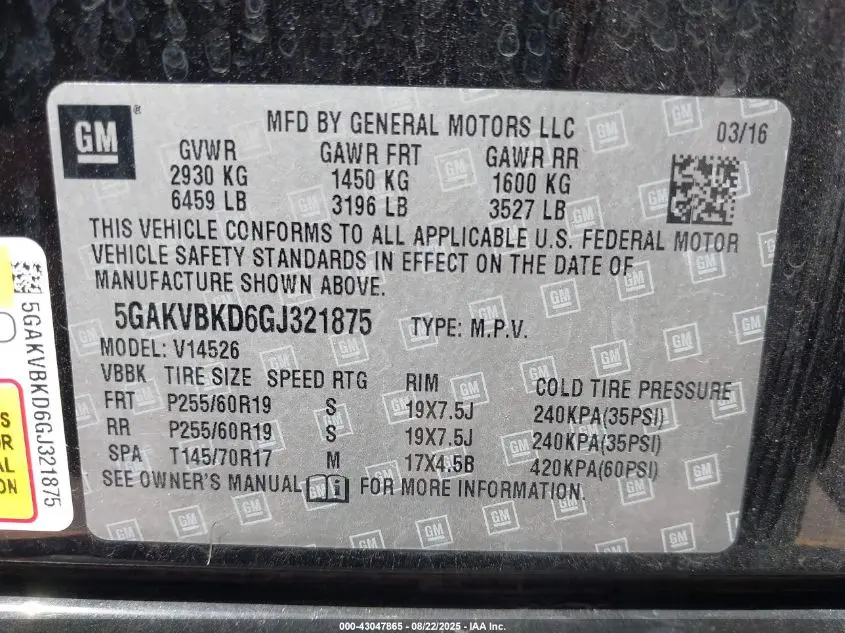 GM
MFD BY GENERAL MOTORS LLC 03/16
GVWR GAWR FRT GAWR RR
2930 KG 1450 KG 1600 KG
6459 LB 3196 LB 3527 LB
THIS VEHICLE CONFORMS TO ALL APPLICABLE U.S. FEDERAL MOTOR
VEHICLE SAFETY STANDARDS IN EFFECT ON THE DATE OF
MANUFACTURE SHOWN ABOVE.
5GAKVBKD6GJ321875 TYPE: M.P.V.
MODEL: V14526
VBBK TIRE SIZE SPEED RTG RIM COLD TIRE PRESSURE
FRT P255/60R19 S 19X7.5J 240KPA(35PSI)
RR P255/60R19 S 19X7.5J 240KPA(35PSI)
SPA T145/70R17 M 17X4.5B 420KPA(60PSI)
SEE OWNER'S MANUAL i FOR MORE INFORMATION.
5GAKVBKD6GJ321875
000-43047865 - 08/22/2025 - IAA Inc.